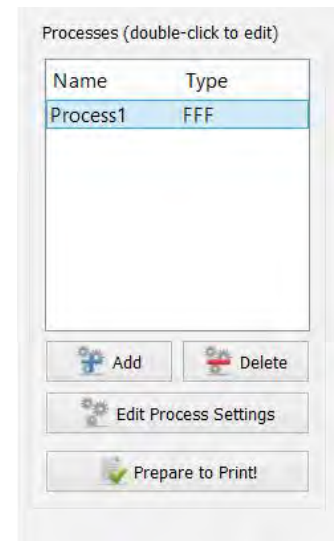 Processes (double-click to edit)
Name Type
Process1 FFF
Add Delete
Edit Process Settings
Prepare to Print!